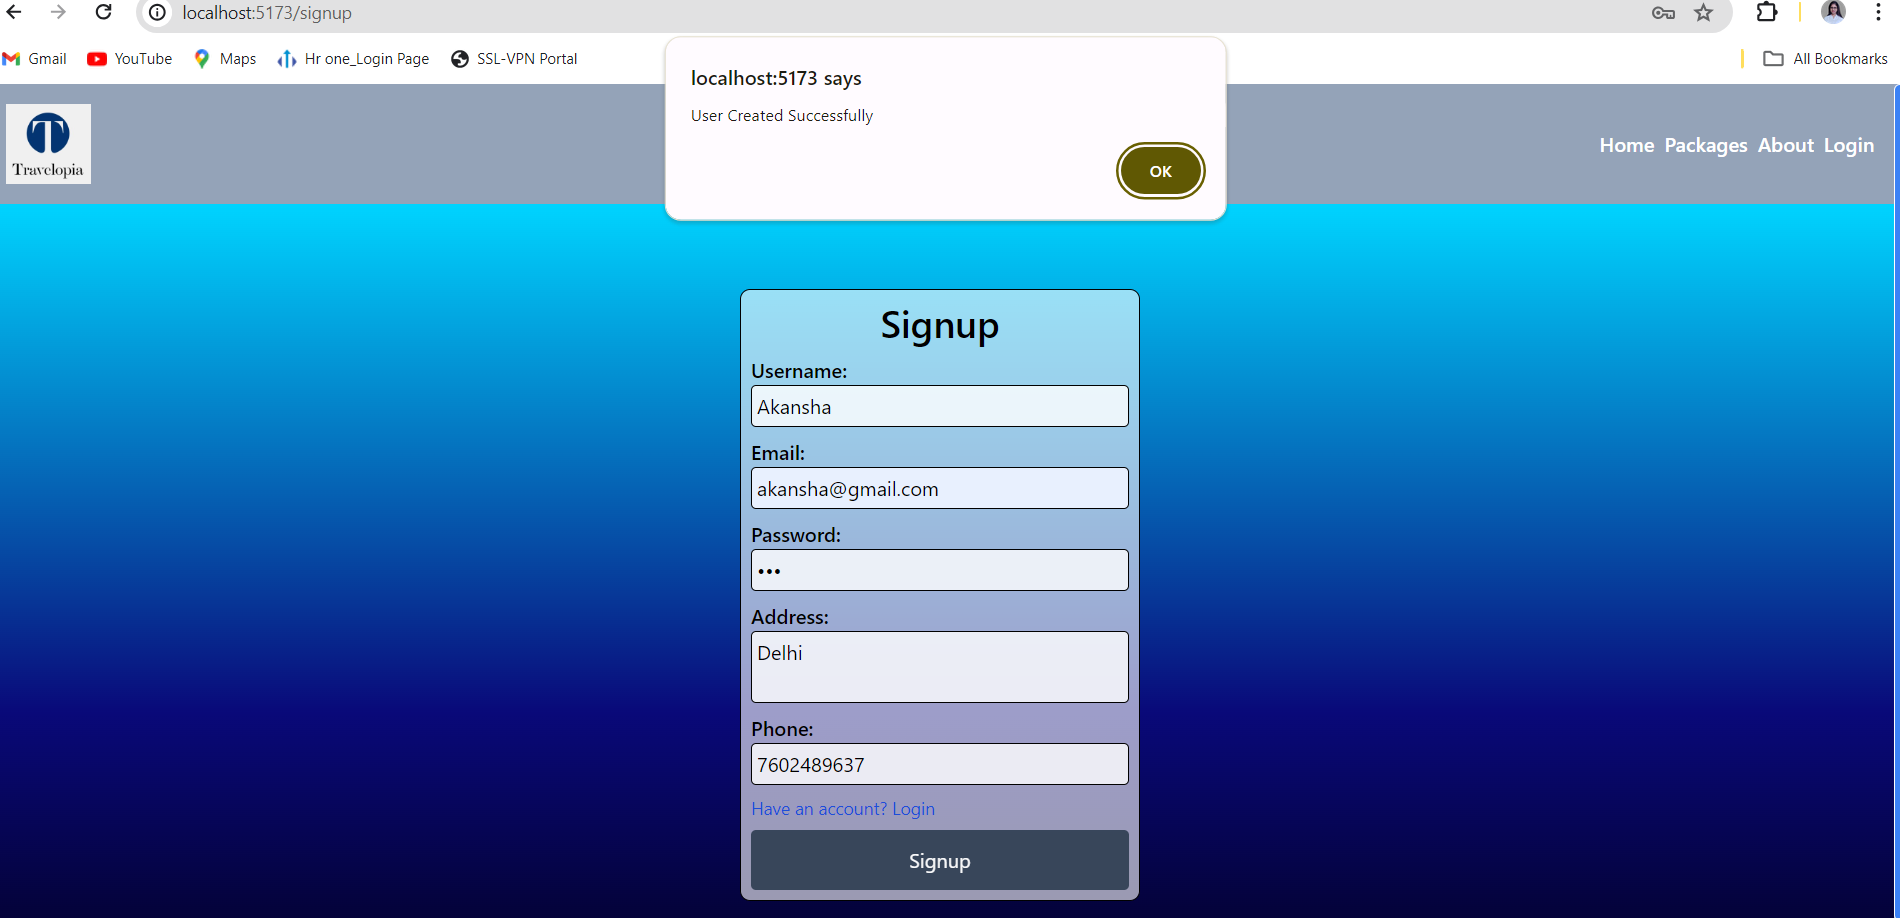 localhost:5173/signup
Gmail YouTube Maps Hr one_Login Page SSL-VPN Portal All Bookmarks
localhost:5173 says
User Created Successfully
OK
T
Travelopia
Home Packages About Login
Signup
Username:
Akansha
Email:
akansha@gmail.com
Password:
•••
Address:
Delhi
Phone:
7602489637
Have an account? Login
Signup